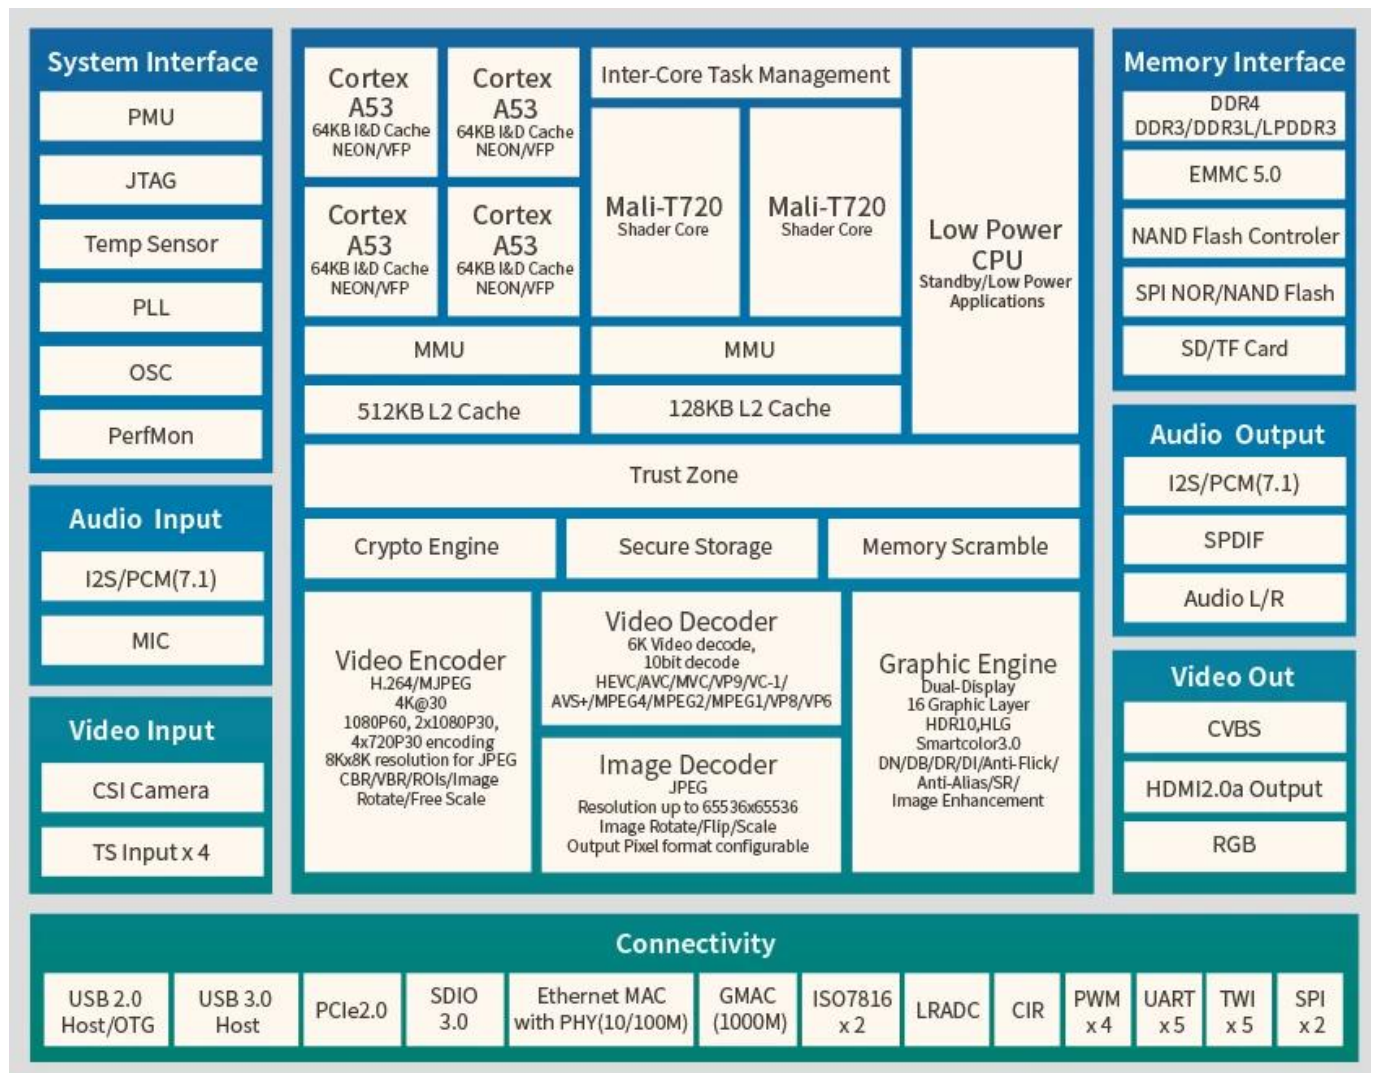 System Interface
PMU
JTAG
Temp Sensor
PLL
OSC
PerfMon
Audio Input
I2S/PCM(7.1)
MIC
Video Input
CSI Camera
TS Input x 4
Cortex
A53
64KB I&D Cache
NEON/VFP
Cortex
A53
64KB I&D Cache
NEON/VFP
Cortex
A53
64KB I&D Cache
NEON/VFP
Cortex
A53
64KB I&D Cache
NEON/VFP
MMU
512KB L2 Cache
Inter-Core Task Management
Mali-T720
Shader Core
Mali-T720
Shader Core
MMU
128KB L2 Cache
Low Power
CPU
Standby/Low Power
Applications
Trust Zone
Crypto Engine
Secure Storage
Memory Scramble
Video Encoder
H.264/MJPEG
4K@30
1080P60, 2x1080P30,
4x720P30 encoding
8Kx8K resolution for JPEG
CBR/VBR/ROIs/Image
Rotate/Free Scale
Video Decoder
6K Video decode,
10bit decode
HEVC/AVC/MVC/VP9/VC-1/
AVS+/MPEG4/MPEG2/MPEG1/VP8/VP6
Image Decoder
JPEG
Resolution up to 65536x65536
Image Rotate/Flip/Scale
Output Pixel format configurable
Graphic Engine
Dual-Display
16 Graphic Layer
HDR10,HLG
Smartcolor3.0
DN/DB/DR/DI/Anti-Flick/
Anti-Alias/SR/
Image Enhancement
Memory Interface
DDR4
DDR3/DDR3L/LPDDR3
EMMC 5.0
NAND Flash Controler
SPI NOR/NAND Flash
SD/TF Card
Audio Output
I2S/PCM(7.1)
SPDIF
Audio L/R
Video Out
CVBS
HDMI2.0a Output
RGB
Connectivity
USB 2.0
Host/OTG
USB 3.0
Host
PCIe2.0
SDIO
3.0
Ethernet MAC
with PHY(10/100M)
GMAC
(1000M)
ISO7816
x 2
LRADC
CIR
PWM
x 4
UART
x 5
TWI
x 5
SPI
x 2